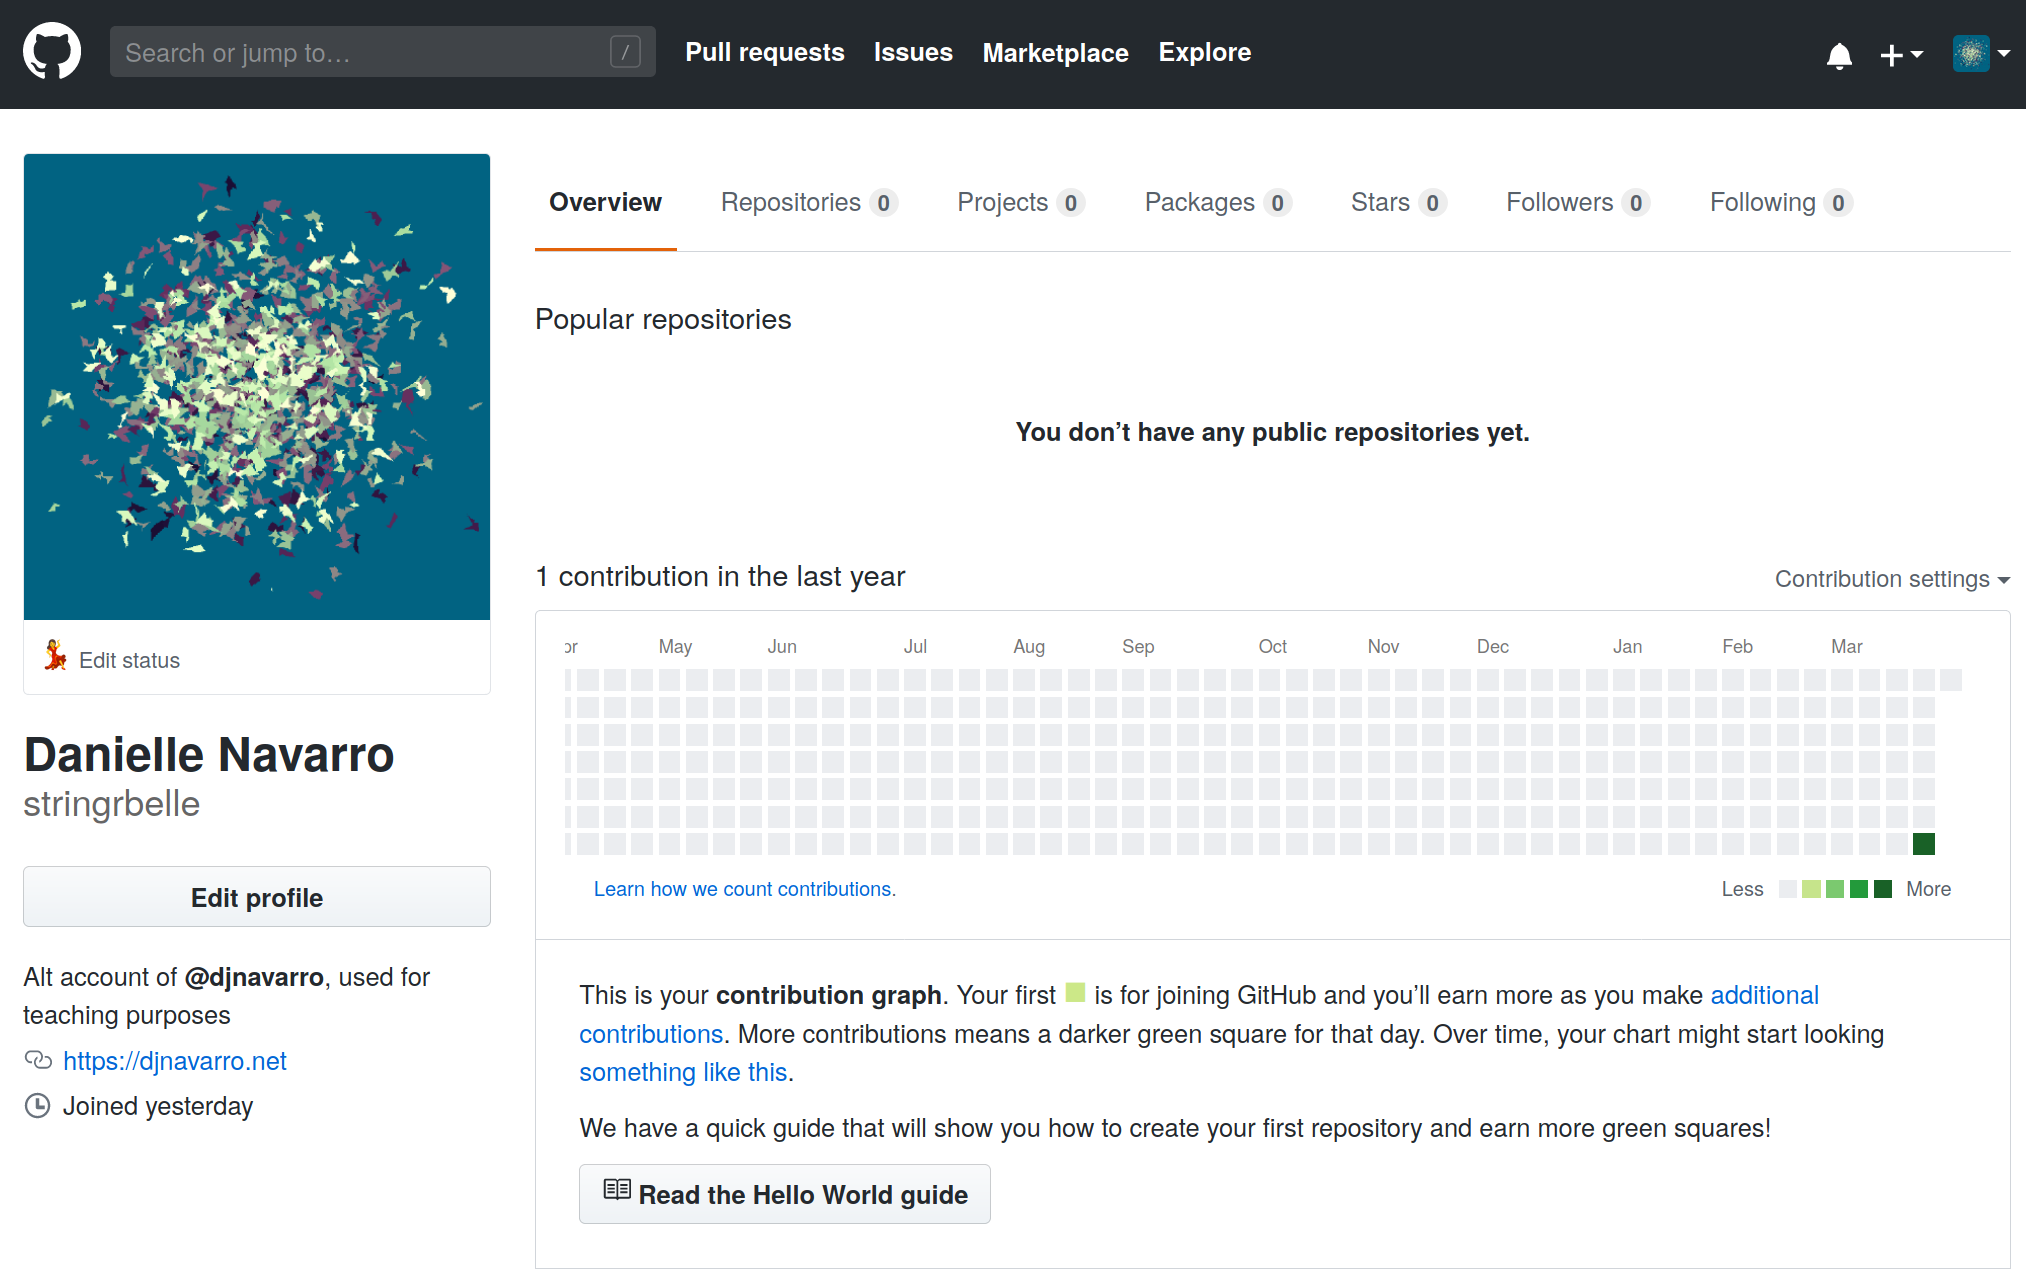 Search or jump to…
/
Pull requests Issues Marketplace Explore
Overview Repositories 0 Projects 0 Packages 0 Stars 0 Followers 0 Following 0
Popular repositories
You don’t have any public repositories yet.
Edit status
Danielle Navarro
stringrbelle
Edit profile
Alt account of @djnavarro, used for
teaching purposes
https://djnavarro.net
Joined yesterday
1 contribution in the last year
Contribution settings
or May Jun Jul Aug Sep Oct Nov Dec Jan Feb Mar
Learn how we count contributions.
Less More
This is your contribution graph. Your first is for joining GitHub and you’ll earn more as you make additional
contributions. More contributions means a darker green square for that day. Over time, your chart might start looking
something like this.
We have a quick guide that will show you how to create your first repository and earn more green squares!
Read the Hello World guide